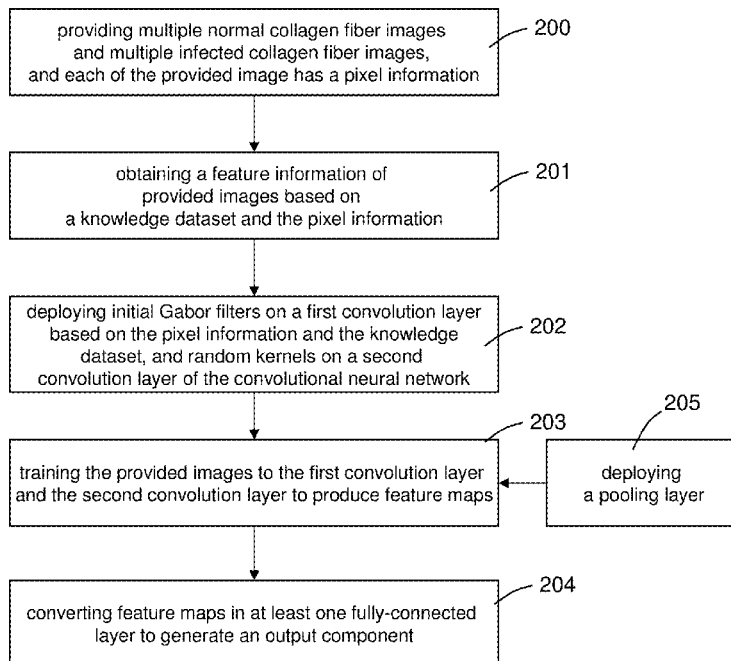 providing multiple normal collagen fiber images
and multiple infected collagen fiber images,
and each of the provided image has a pixel information
200
obtaining a feature information of
provided images based on
a knowledge dataset and the pixel information
201
deploying initial Gabor filters on a first convolution layer
based on the pixel information and the knowledge
dataset, and random kernels on a second
convolution layer of the convolutional neural network
202
203
training the provided images to the first convolution layer
and the second convolution layer to produce feature maps
205
deploying
a pooling layer
converting feature maps in at least one fully-connected
layer to generate an output component
204